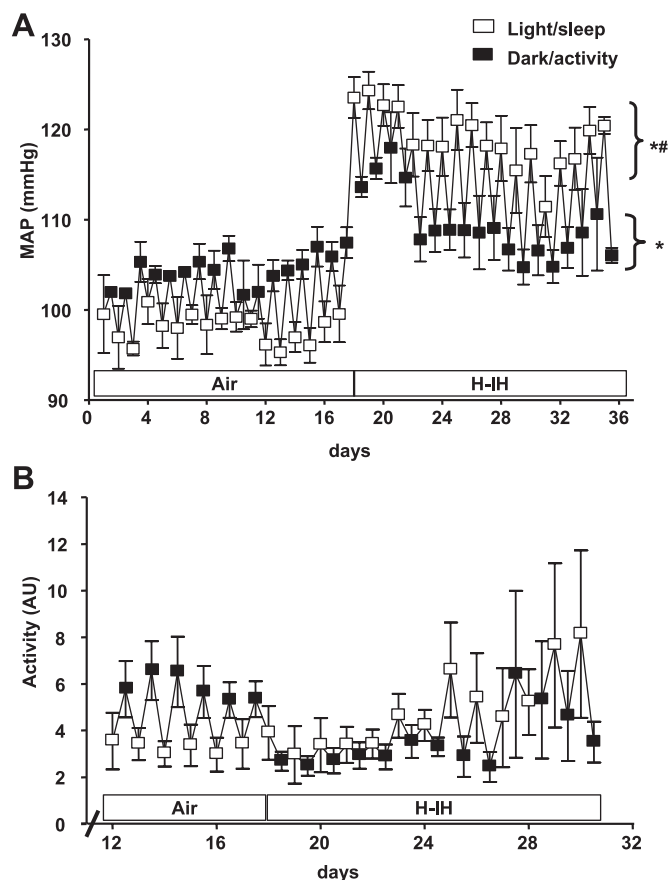 A
Light/sleep
Dark/activity
130
120
110
100
90
MAP (mmHg)
*#
*
Air H-IH
0 4 8 12 16 20 24 28 32 36
days
B
14
12
10
8
6
4
2
0
Activity (AU)
Air H-IH
12 16 20 24 28 32
days